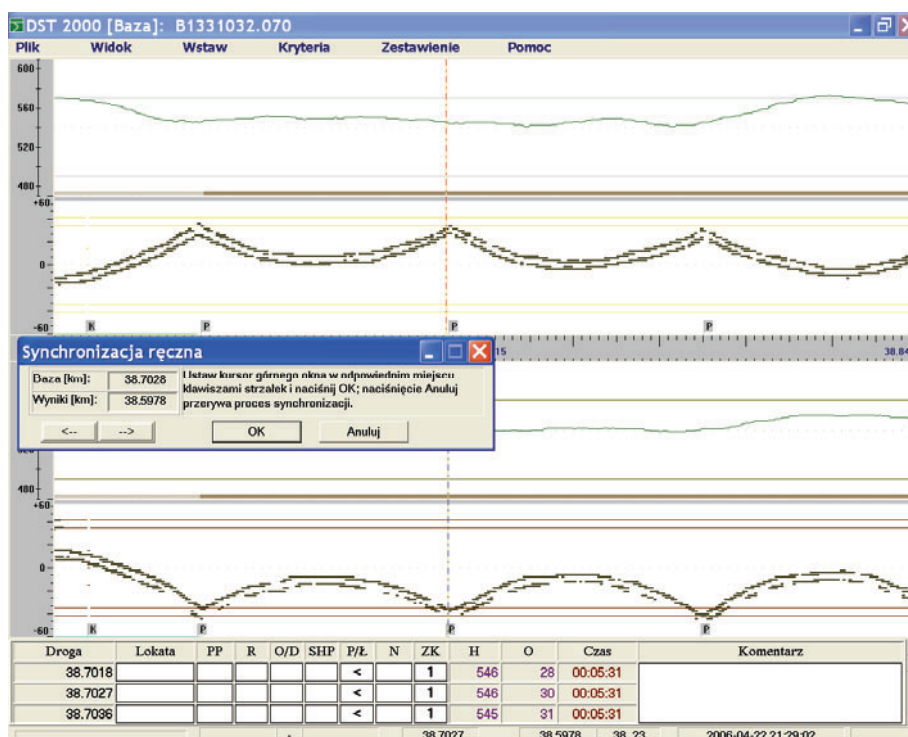 DST 2000 [Baza]: B1331032.070
Plik Widok Wstaw Kryteria Zestawienie Pomoc
600
560
520
480
+60
0
-60
K P P P
38.84
Synchronizacja ręczna
Baza [km]: 38.7028
Wyniki [km]: 38.5978
Ustaw kursor górnego okna w odpowiednim miejscu
klawiszami strzałek i naciśnij OK; naciśnięcie Anuluj
przerywa proces synchronizacji.
<-- --> OK Anuluj
480
+60
0
-60
K P P P
Droga Lokata PP R O/D SHP P/Ł N ZK H O Czas Komentarz
38.7018 < 1 546 28 00:05:31
38.7027 < 1 546 30 00:05:31
38.7036 < 1 545 31 00:05:31
38.7027 38.5978 38.,23 2006-04-22 21:29:02